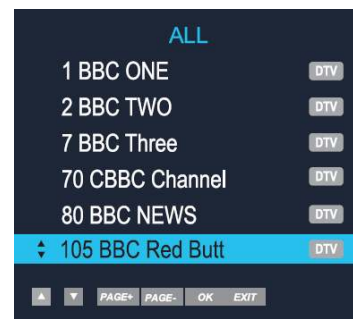 ALL
1 BBC ONE DTV
2 BBC TWO DTV
7 BBC Three DTV
70 CBBC Channel DTV
80 BBC NEWS DTV
105 BBC Red Butt DTV
PAGE+ PAGE- OK EXIT